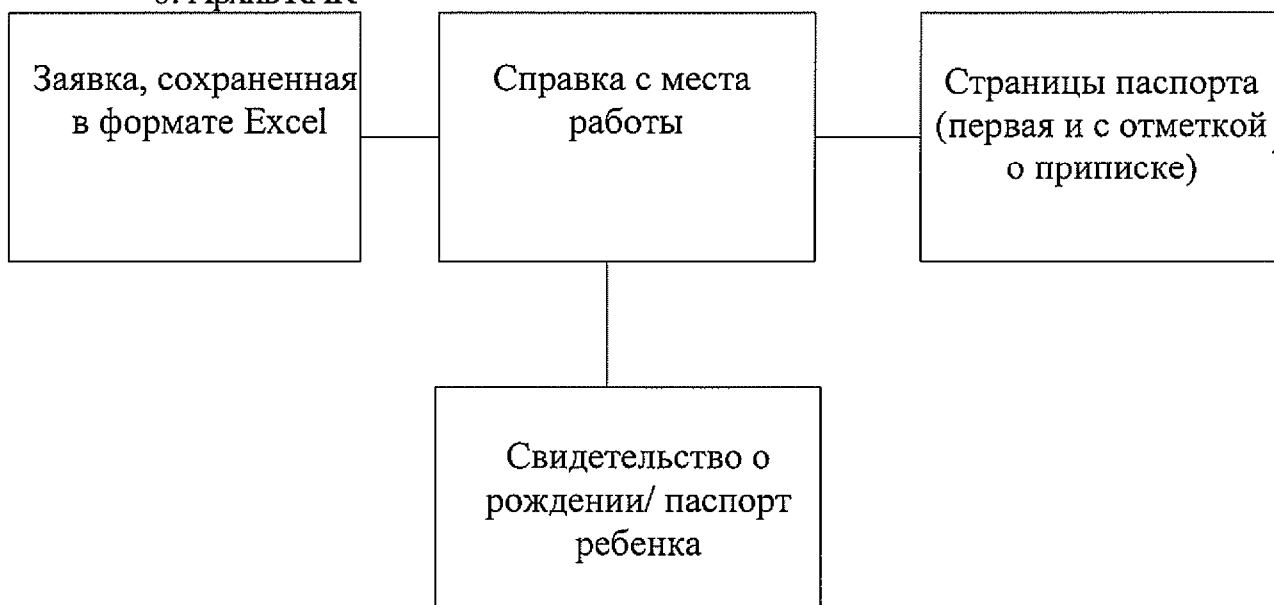 Заявка, сохраненная
в формате Excel
Справка с места
работы
Страницы паспорта
(первая и с отметкой
о приписке)
Свидетельство о
рождении/ паспорт
ребенка